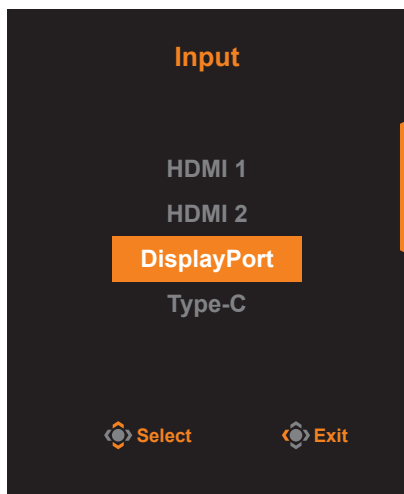 Input
HDMI 1
HDMI 2
DisplayPort
Type-C
Select Exit